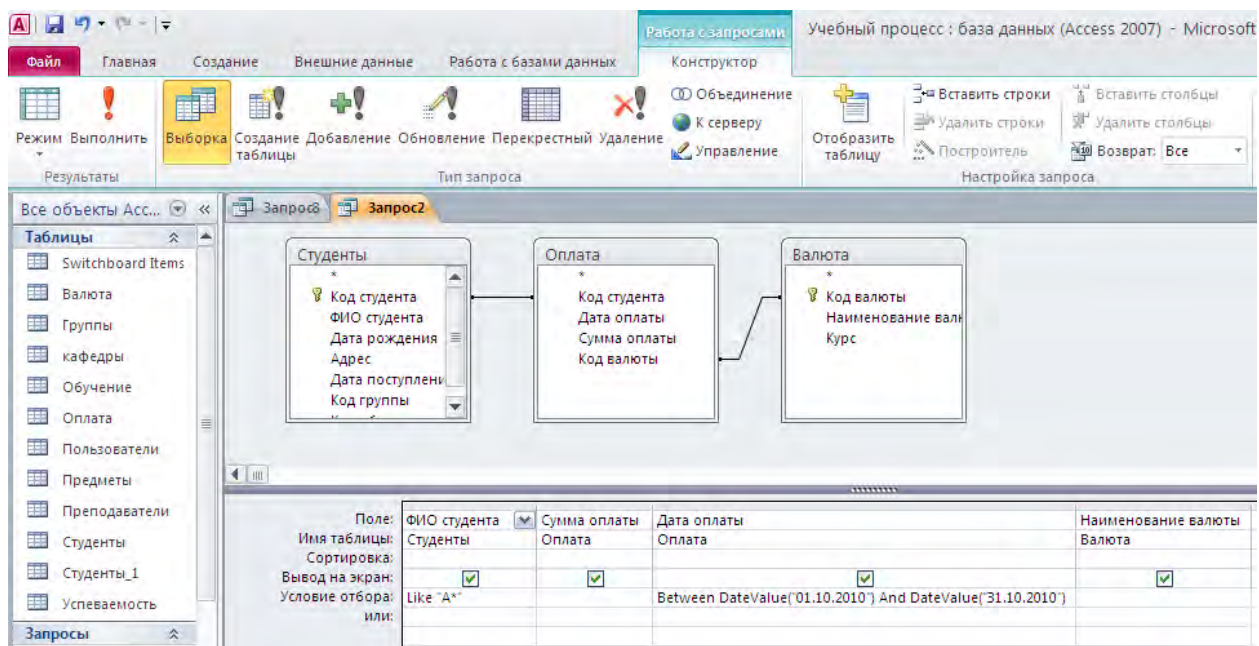 Работа с запросами
Учебный процесс : база данных (Access 2007) - Microsoft
Файл Главная Создание Внешние данные Работа с базами данных Конструктор
Режим Выполнить Выборка Создание таблицы Добавление Обновление Перекрестный Удаление
Объединение
К серверу
Управление
Отобразить таблицу
Вставить строки
Удалить строки
Построитель
Вставить столбцы
Удалить столбцы
Возврат: Все
Результаты Тип запроса Настройка запроса
Все объекты Acc... «
Запрос8 Запрос2
Таблицы
Switchboard Items
Валюта
Группы
кафедры
Обучение
Оплата
Пользователи
Предметы
Преподаватели
Студенты
Студенты_1
Успеваемость
Запросы
Студенты
*
Код студента
ФИО студента
Дата рождения
Адрес
Дата поступлени
Код группы
Оплата
*
Код студента
Дата оплаты
Сумма оплаты
Код валюты
Валюта
*
Код валюты
Наименование вал
Курс
Поле: ФИО студента Сумма оплаты Дата оплаты Наименование валюты
Имя таблицы: Студенты Оплата Оплата Валюта
Сортировка:
Вывод на экран:
Условие отбора: Like "А*" Between DateValue("01.10.2010") And DateValue("31.10.2010")
или: